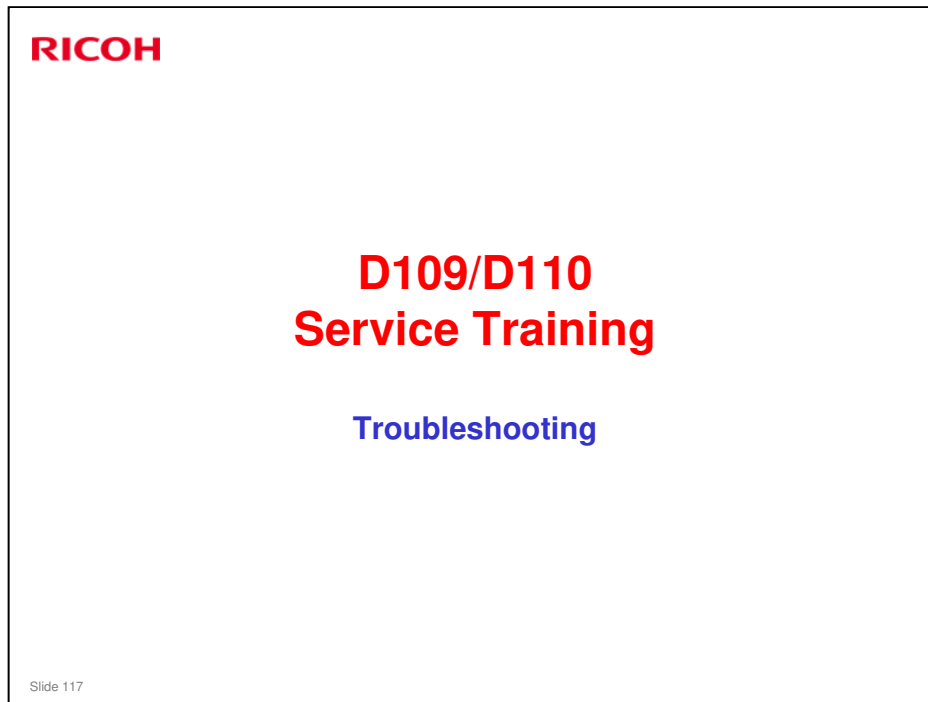 RICOH
D109/D110
Service Training
Troubleshooting
Slide 117